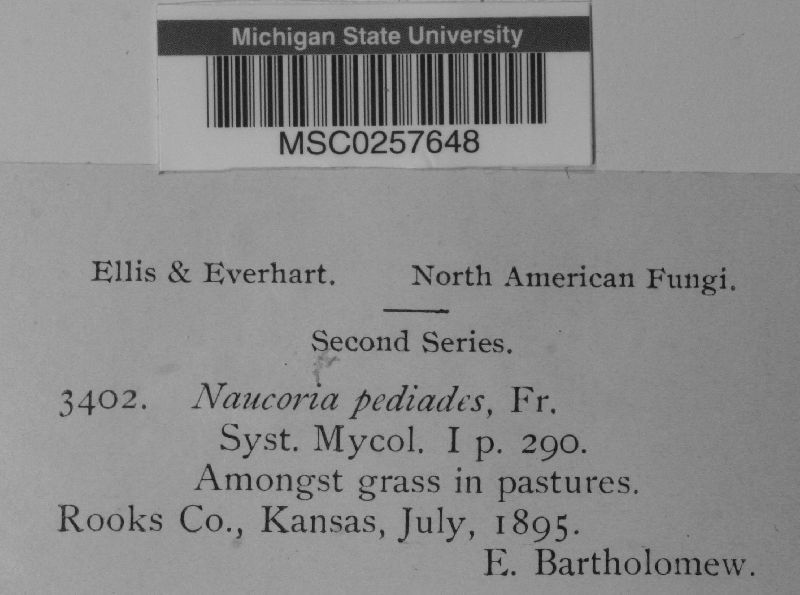 Michigan State University
MSC0257648
Ellis & Everhart. North American Fungi.
Second Series.
3402. Naucoria pediades, Fr.
Syst. Mycol. I p. 290.
Amongst grass in pastures.
Rooks Co., Kansas, July, 1895.
E. Bartholomew.